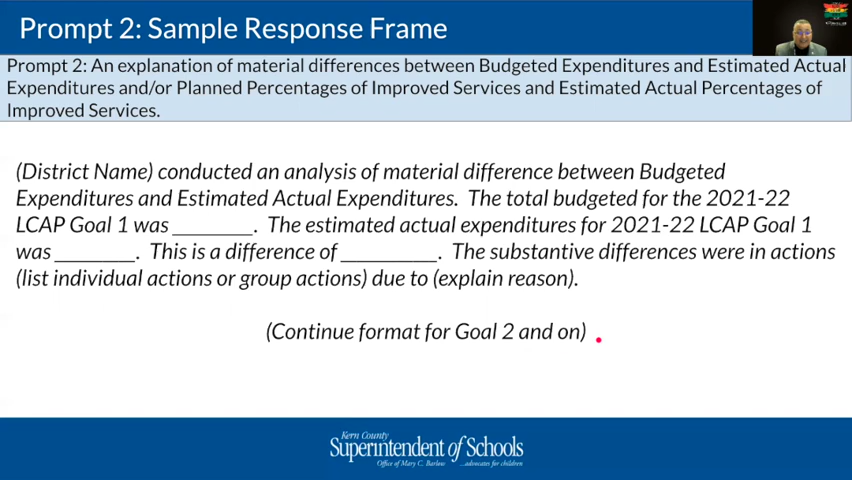 Prompt 2: Sample Response Frame
Prompt 2: An explanation of material differences between Budgeted Expenditures and Estimated Actual
Expenditures and/or Planned Percentages of Improved Services and Estimated Actual Percentages of
Improved Services.
(District Name) conducted an analysis of material difference between Budgeted
Expenditures and Estimated Actual Expenditures. The total budgeted for the 2021-22
LCAP Goal 1 was ________. The estimated actual expenditures for 2021-22 LCAP Goal 1
was ________. This is a difference of __________. The substantive differences were in actions
(list individual actions or group actions) due to (explain reason).
(Continue format for Goal 2 and on)
Kern County
Superintendent of Schools
Office of Mary C. Barlow ...advocates for children